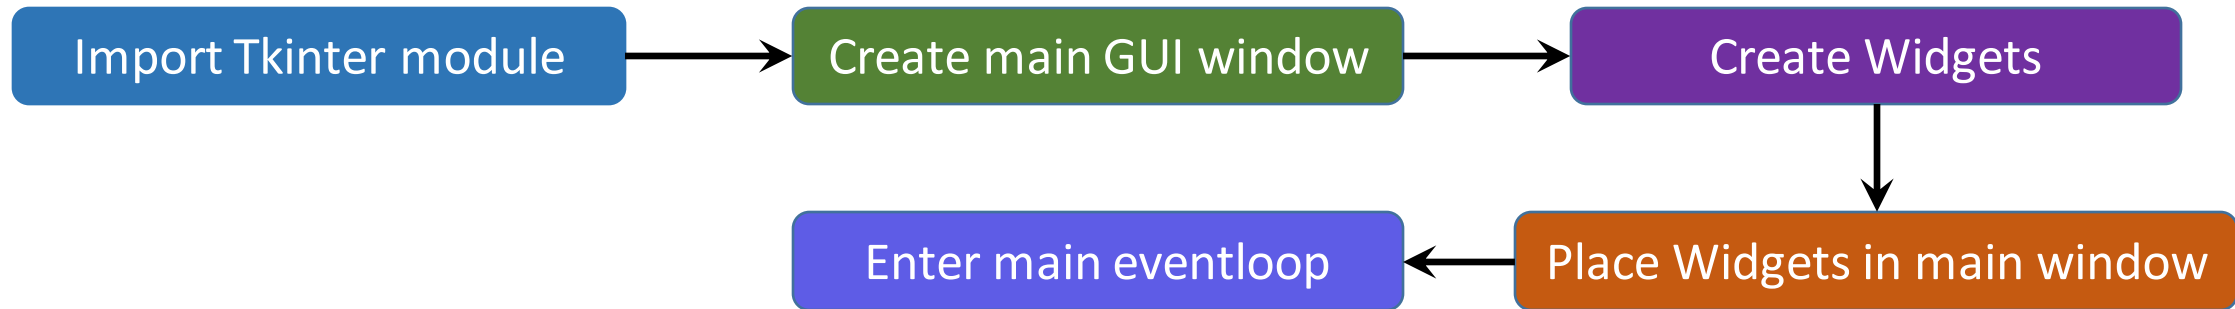 Import Tkinter module
Create main GUI window
Create Widgets
Place Widgets in main window
Enter main eventloop